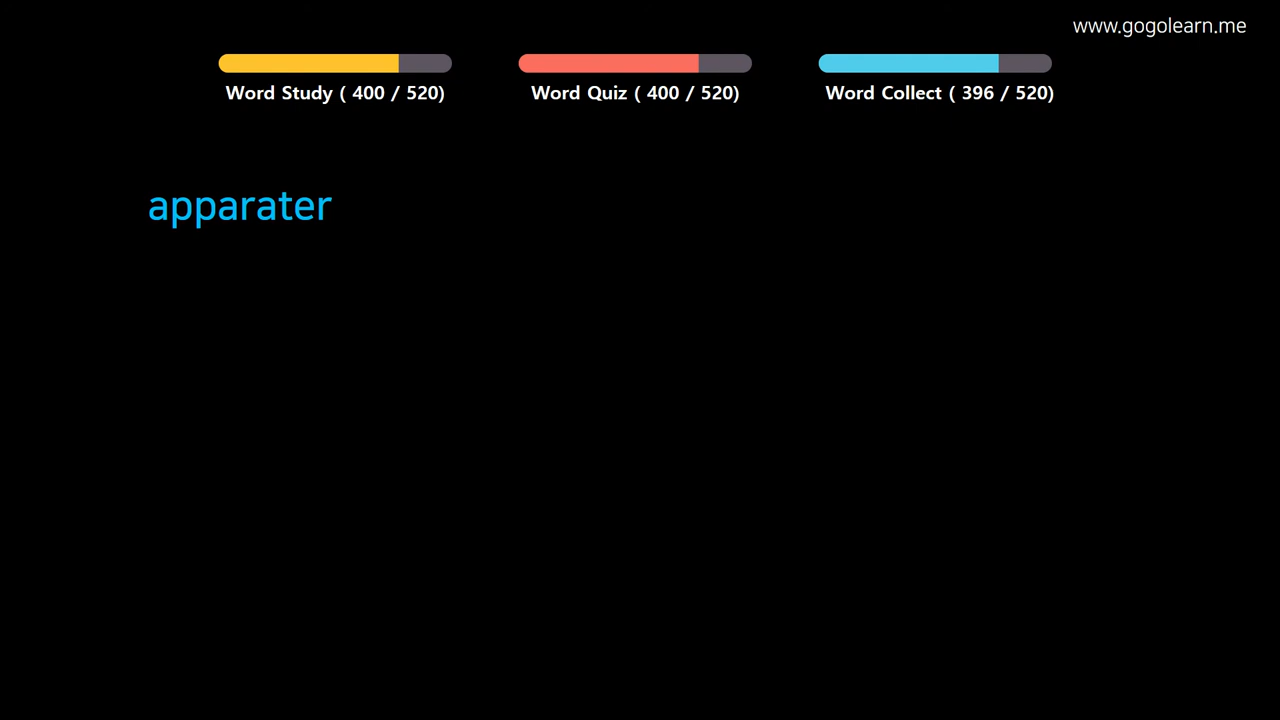 www.gogolearn.me
Word Study ( 400 / 520)
Word Quiz ( 400 / 520)
Word Collect ( 396 / 520)
apparater